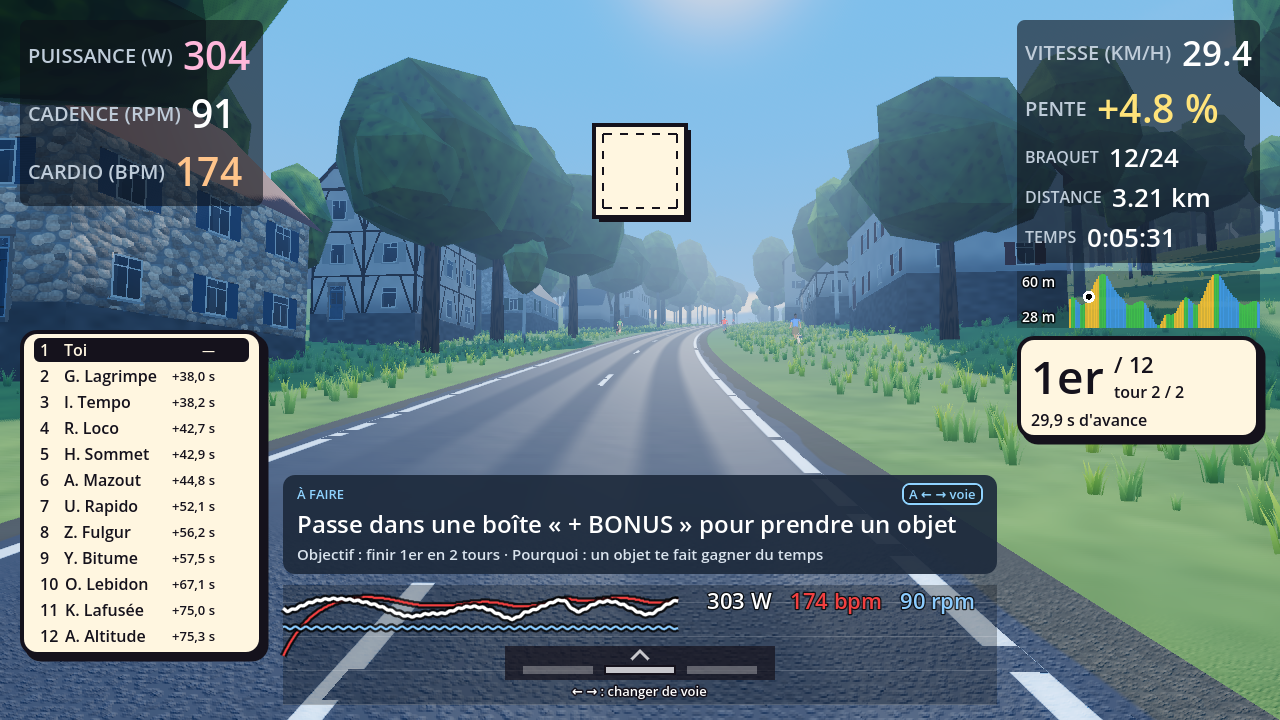 PUISSANCE (W) 304
CADENCE (RPM) 91
CARDIO (BPM) 174
VITESSE (KM/H) 29.4
PENTE +4.8 %
BRAQUET 12/24
DISTANCE 3.21 km
TEMPS 0:05:31
60 m
28 m
1er / 12
tour 2 / 2
29,9 s d'avance
1 Toi —
2 G. Lagrimpe +38,0 s
3 I. Tempo +38,2 s
4 R. Loco +42,7 s
5 H. Sommet +42,9 s
6 A. Mazout +44,8 s
7 U. Rapido +52,1 s
8 Z. Fulgur +56,2 s
9 Y. Bitume +57,5 s
10 O. Lebidon +67,1 s
11 K. Lafusée +75,0 s
12 A. Altitude +75,3 s
À FAIRE
A ← → voie
Passe dans une boîte « + BONUS » pour prendre un objet
Objectif : finir 1er en 2 tours · Pourquoi : un objet te fait gagner du temps
303 W 174 bpm 90 rpm
← → : changer de voie